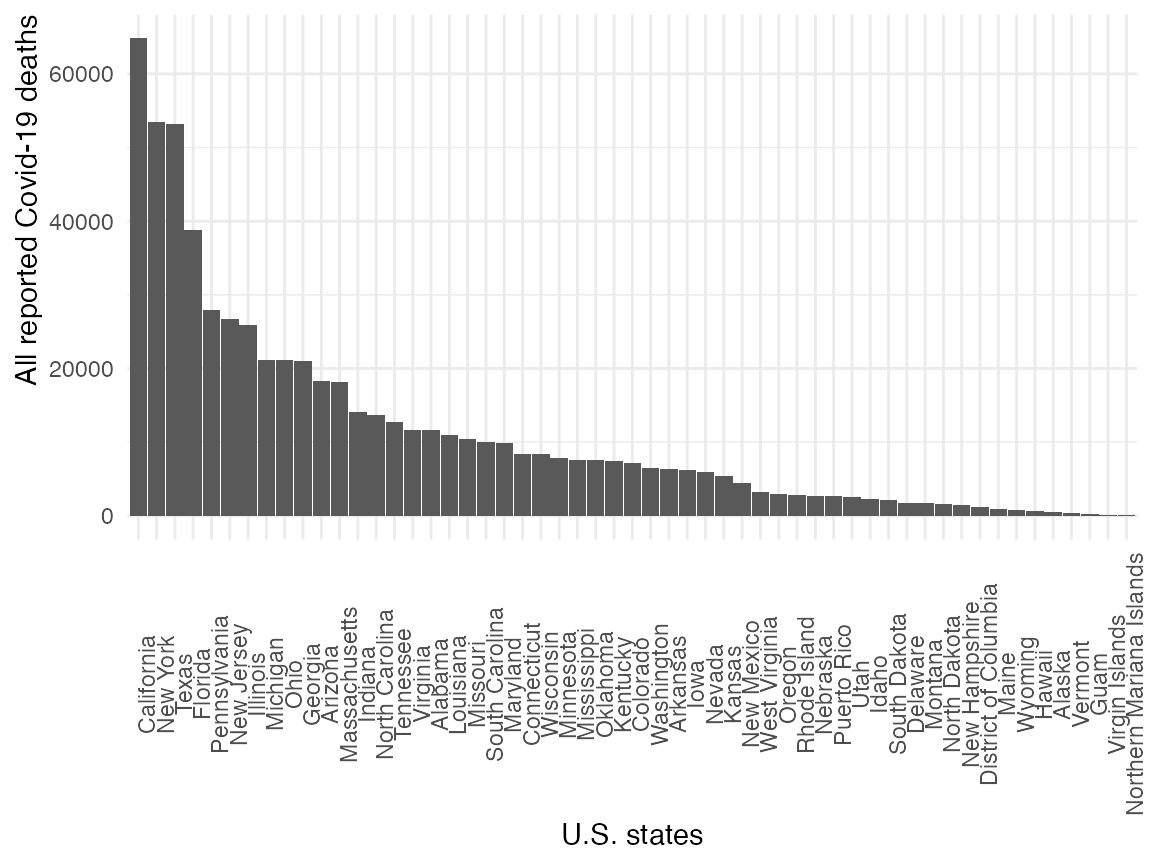 All reported Covid-19 deaths
60000
40000
20000
0
California
New York
Texas
Florida
Pennsylvania
New Jersey
Illinois
Michigan
Ohio
Georgia
Arizona
Massachusetts
Indiana
North Carolina
Tennessee
Virginia
Alabama
Louisiana
Missouri
South Carolina
Maryland
Connecticut
Wisconsin
Minnesota
Mississippi
Oklahoma
Kentucky
Colorado
Washington
Arkansas
Iowa
Nevada
Kansas
New Mexico
West Virginia
Oregon
Rhode Island
Nebraska
Puerto Rico
Utah
Idaho
South Dakota
Delaware
Montana
North Dakota
New Hampshire
District of Columbia
Maine
Wyoming
Hawaii
Alaska
Vermont
Guam
Virgin Islands
Northern Mariana Islands
U.S. states